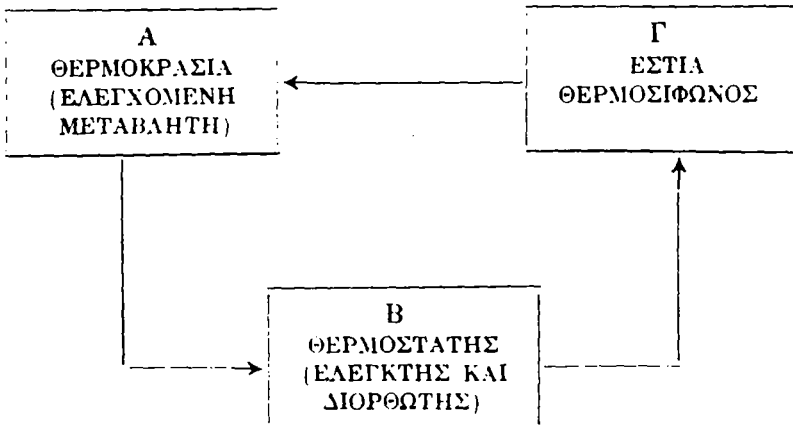 Α
ΘΕΡΜΟΚΡΑΣΙΑ
(ΕΛΕΓΧΟΜΕΝΗ
ΜΕΤΑΒΛΗΤΗ)
Γ
ΕΣΤΙΑ
ΘΕΡΜΟΣΙΦΩΝΟΣ
Β
ΘΕΡΜΟΣΤΑΤΗΣ
(ΕΛΕΓΚΤΗΣ ΚΑΙ
ΔΙΟΡΘΩΤΗΣ)